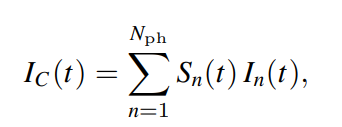 I_C(t) = \sum_{n=1}^{N_{\mathrm{ph}}} S_n(t) I_n(t),